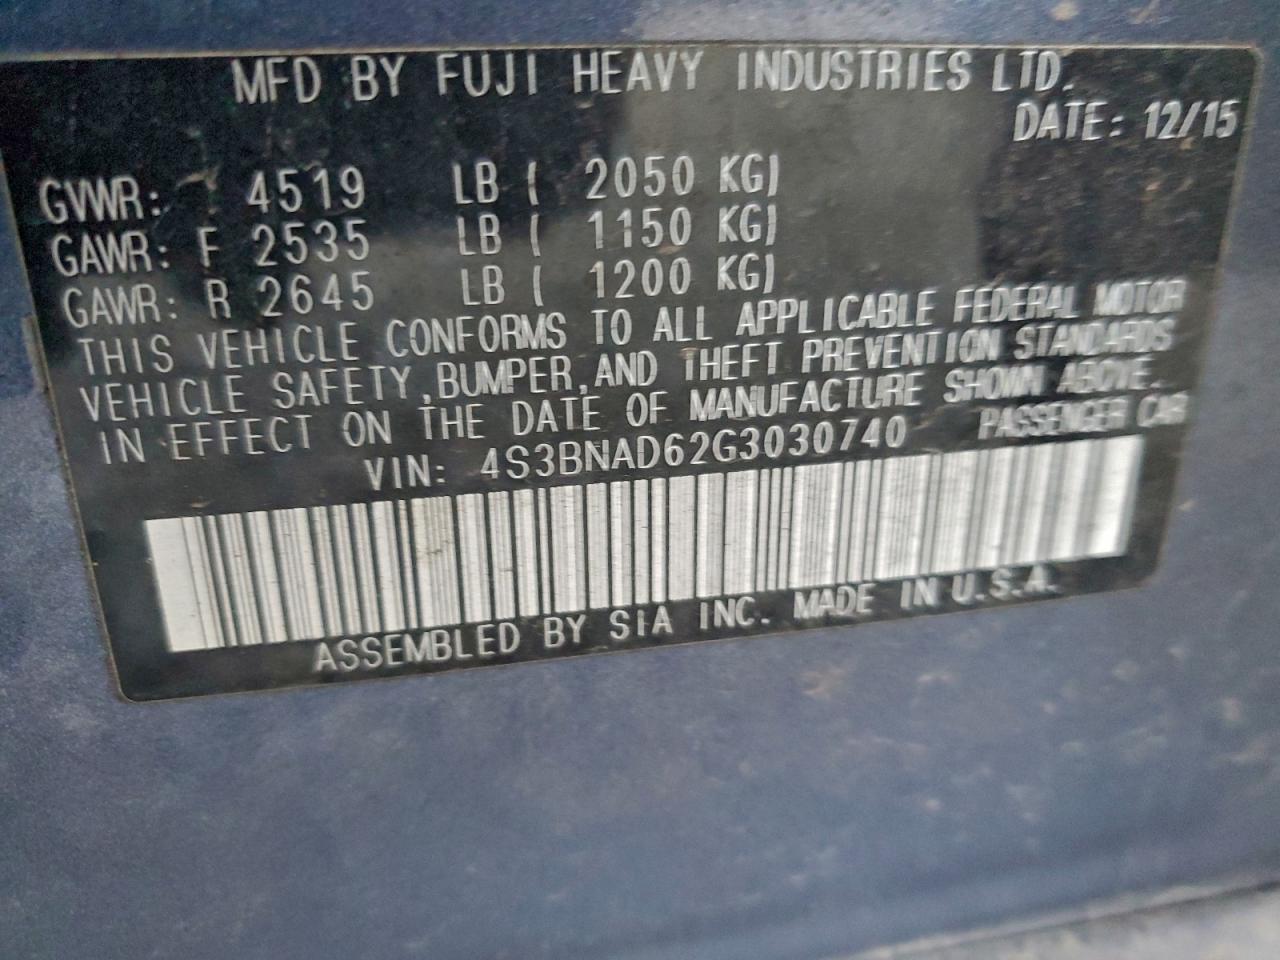 MFD BY FUJI HEAVY INDUSTRIES LTD.
DATE: 12/15
GVWR: 4519 LB ( 2050 KG)
GAWR: F 2535 LB ( 1150 KG)
GAWR: R 2645 LB ( 1200 KG)
THIS VEHICLE CONFORMS TO ALL APPLICABLE FEDERAL MOTOR
VEHICLE SAFETY,BUMPER,AND THEFT PREVENTION STANDARDS
IN EFFECT ON THE DATE OF MANUFACTURE SHOWN ABOVE.
VIN: 4S3BNAD62G3030740 PASSENGER CAR
ASSEMBLED BY SIA INC. MADE IN U.S.A.